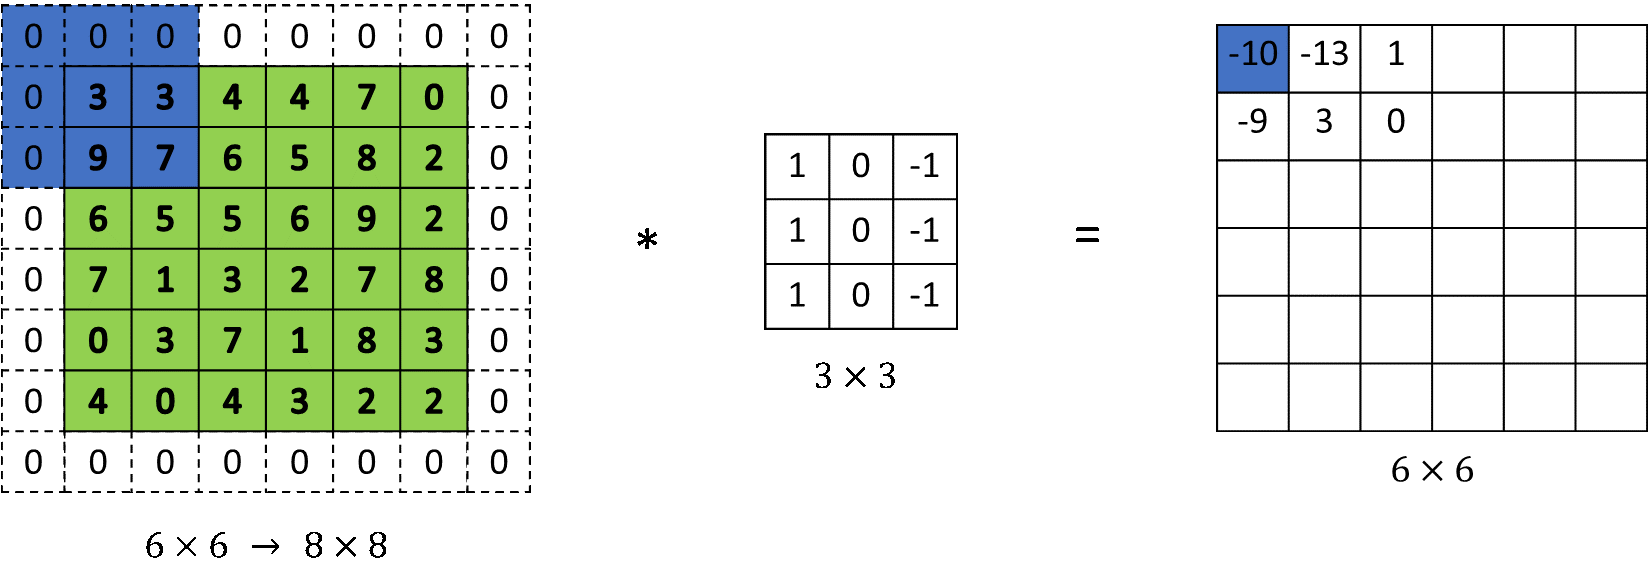 0 0 0 0 0 0 0 0
0 3 3 4 4 7 0 0
0 9 7 6 5 8 2 0
0 6 5 5 6 9 2 0
0 7 1 3 2 7 8 0
0 0 3 7 1 8 3 0
0 4 0 4 3 2 2 0
0 0 0 0 0 0 0 0
6 × 6 → 8 × 8
*
1 0 -1
1 0 -1
1 0 -1
3 × 3
=
-10 -13 1
-9 3 0
6 × 6